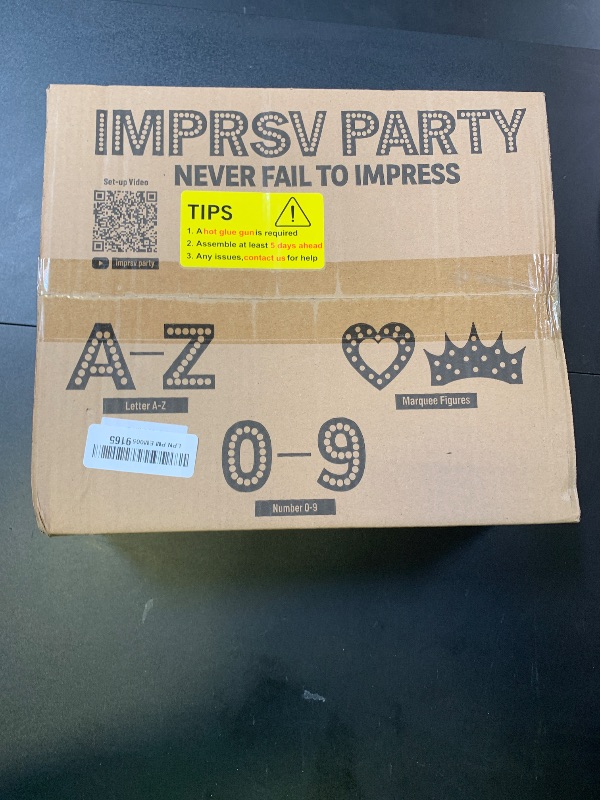 IMPRSV PARTY
NEVER FAIL TO IMPRESS
Set-up Video
imprsv party
TIPS
1. A hot glue gun is required
2. Assemble at least 5 days ahead
3. Any issues,contact us for help
A-Z
Letter A-Z
Marquee Figures
9165
0-9
Number 0-9